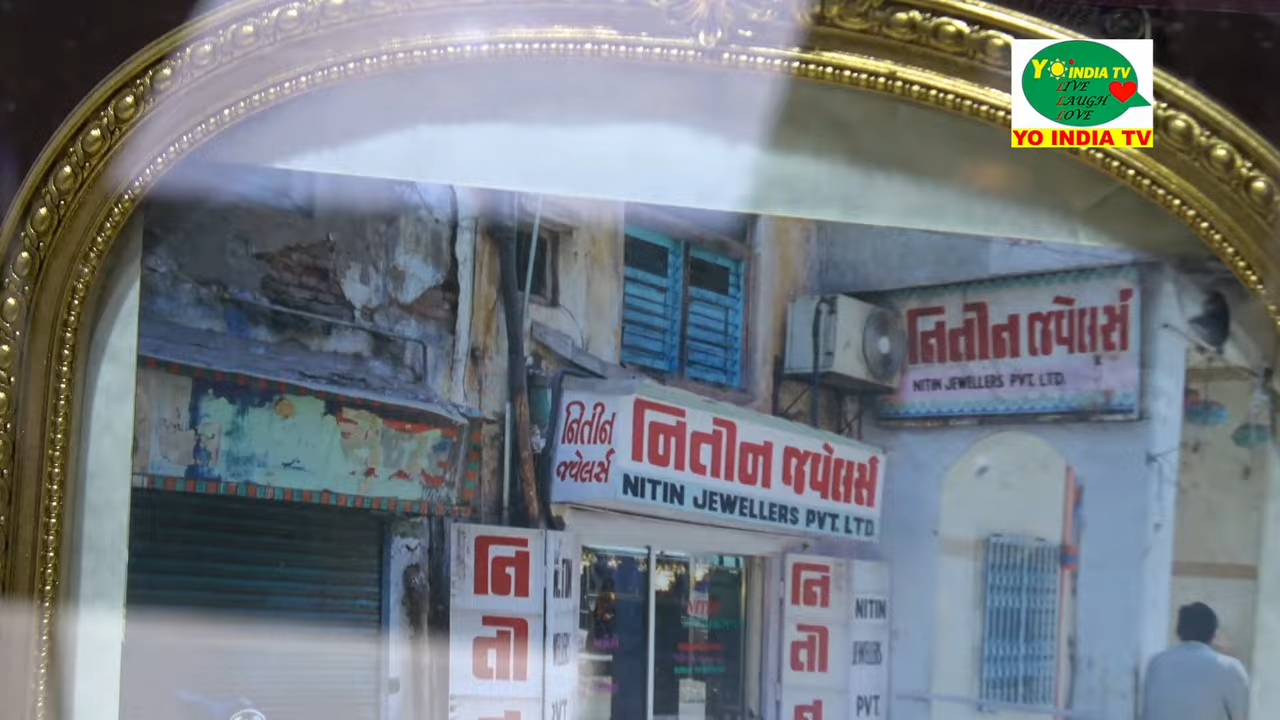 YO INDIA TV
LIVE
LAUGH
LOVE
YO INDIA TV
નિતીન જ્વેલર્સ
NITIN JEWELLERS PVT. LTD.
નિતીન
જ્વેલર્સ
નિતીન જ્વેલર્સ
NITIN JEWELLERS PVT. LTD
નિ
તી
નિ
તી
NITIN
JEWELLERS
PVT.